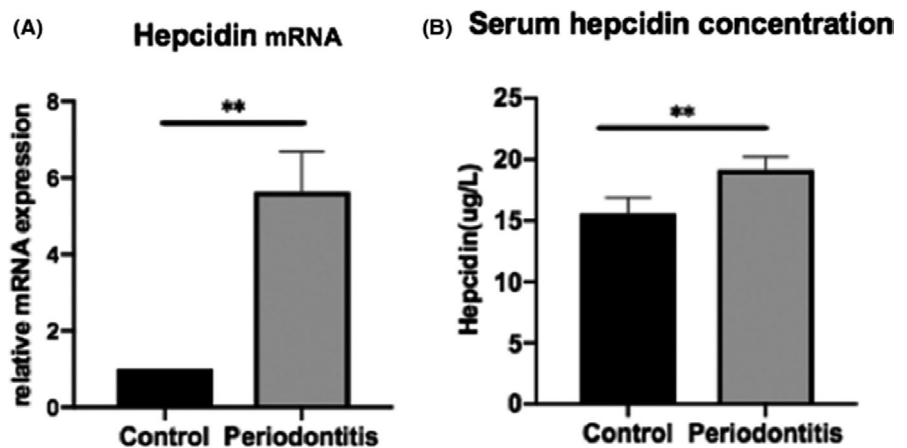 (A)
Hepcidin mRNA
relative mRNA expression
8
6
4
2
0
**
Control Periodontitis
(B)
Serum hepcidin concentration
Hepcidin(ug/L)
25
20
15
10
5
0
**
Control Periodontitis